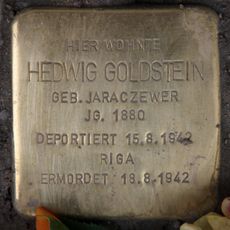 HIER WOHNTE
HEDWIG GOLDSTEIN
GEB. JARACZEWER
JG. 1880
DEPORTIERT 15.8.1942
RIGA
ERMORDET 18.8.1942